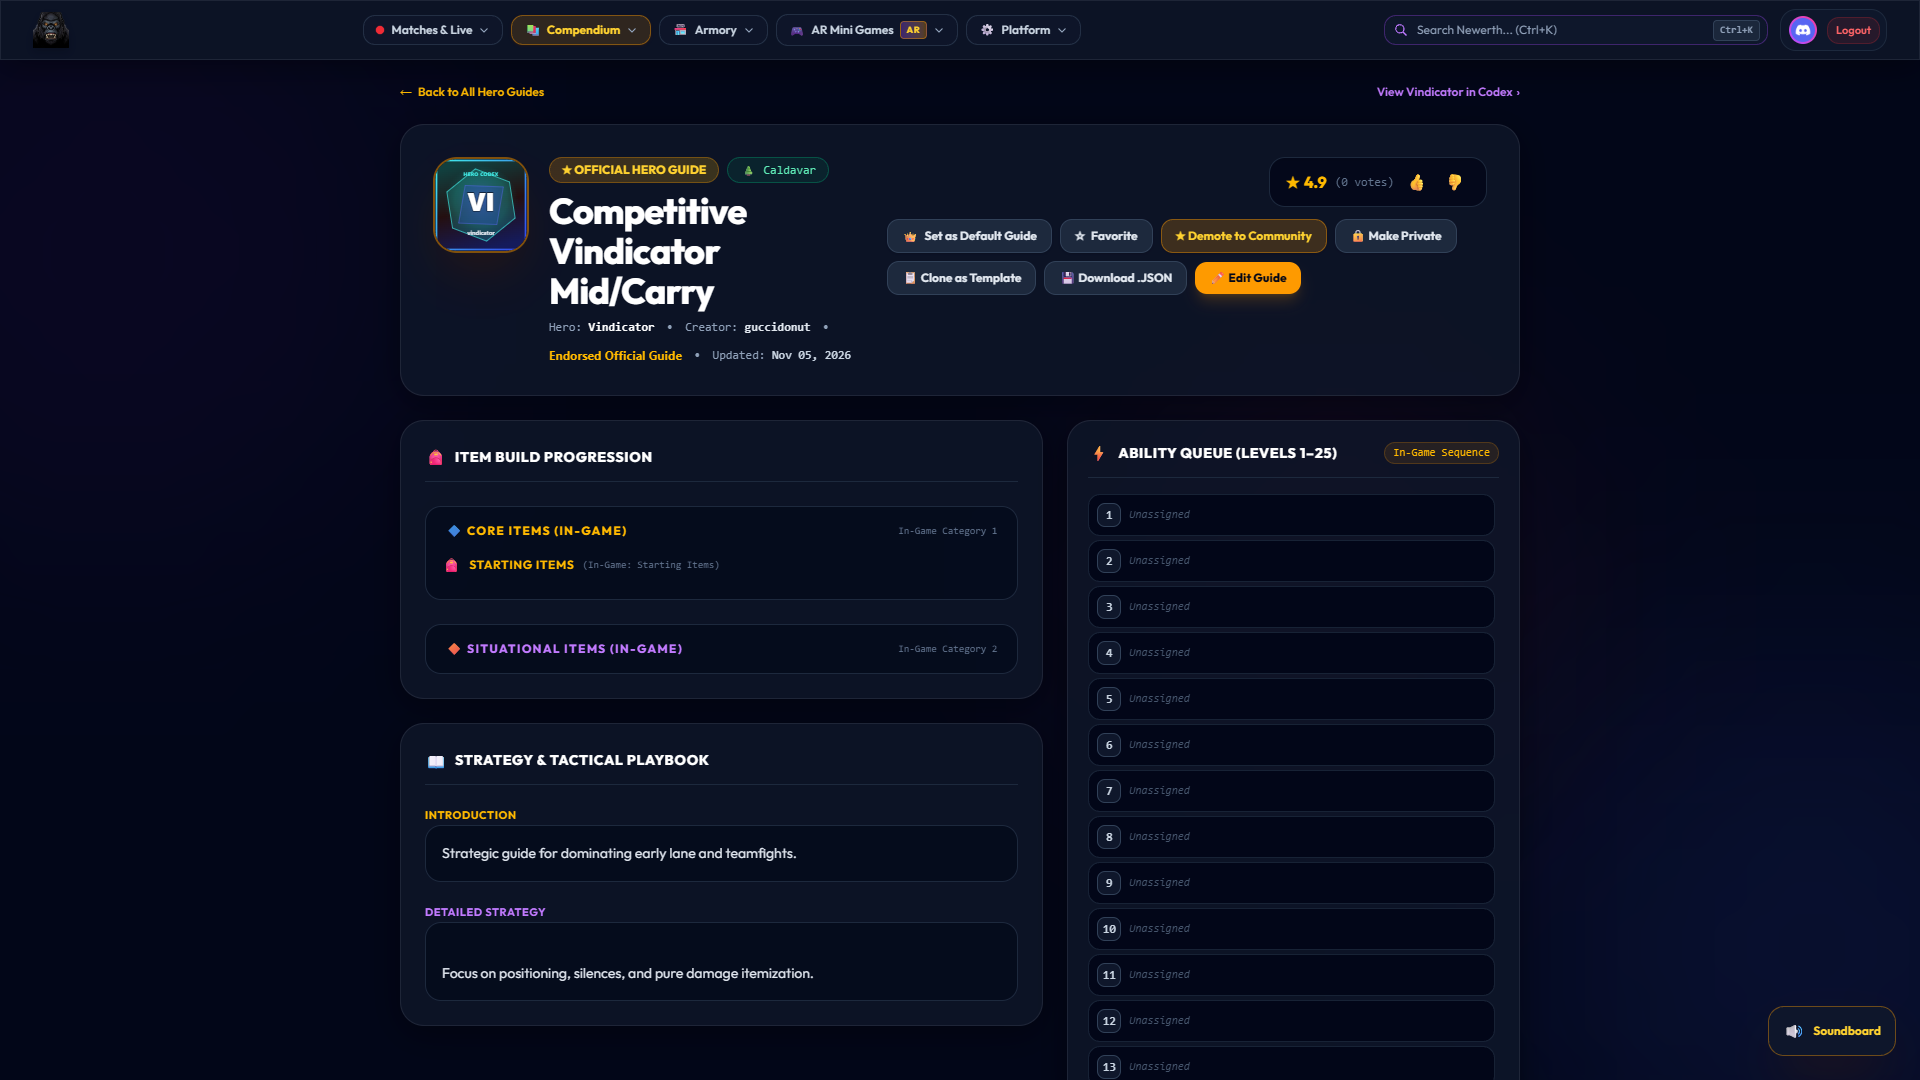 Matches & Live
Compendium
Armory
AR Mini Games AR
Platform
Search Newerth... (Ctrl+K) Ctrl+K
Logout
← Back to All Hero Guides
View Vindicator in Codex ›
HERO CODEX
VI
vindicator
★ OFFICIAL HERO GUIDE
Caldavar
Competitive
Vindicator
Mid/Carry
Hero: Vindicator • Creator: guccidonut •
Endorsed Official Guide • Updated: Nov 05, 2026
★ 4.9 (0 votes)
Set as Default Guide
☆ Favorite
★ Demote to Community
Make Private
Clone as Template
Download .JSON
Edit Guide
ITEM BUILD PROGRESSION
CORE ITEMS (IN-GAME)
In-Game Category 1
STARTING ITEMS (In-Game: Starting Items)
SITUATIONAL ITEMS (IN-GAME)
In-Game Category 2
STRATEGY & TACTICAL PLAYBOOK
INTRODUCTION
Strategic guide for dominating early lane and teamfights.
DETAILED STRATEGY
Focus on positioning, silences, and pure damage itemization.
ABILITY QUEUE (LEVELS 1–25)
In-Game Sequence
1 Unassigned
2 Unassigned
3 Unassigned
4 Unassigned
5 Unassigned
6 Unassigned
7 Unassigned
8 Unassigned
9 Unassigned
10 Unassigned
11 Unassigned
12 Unassigned
13 Unassigned
Soundboard